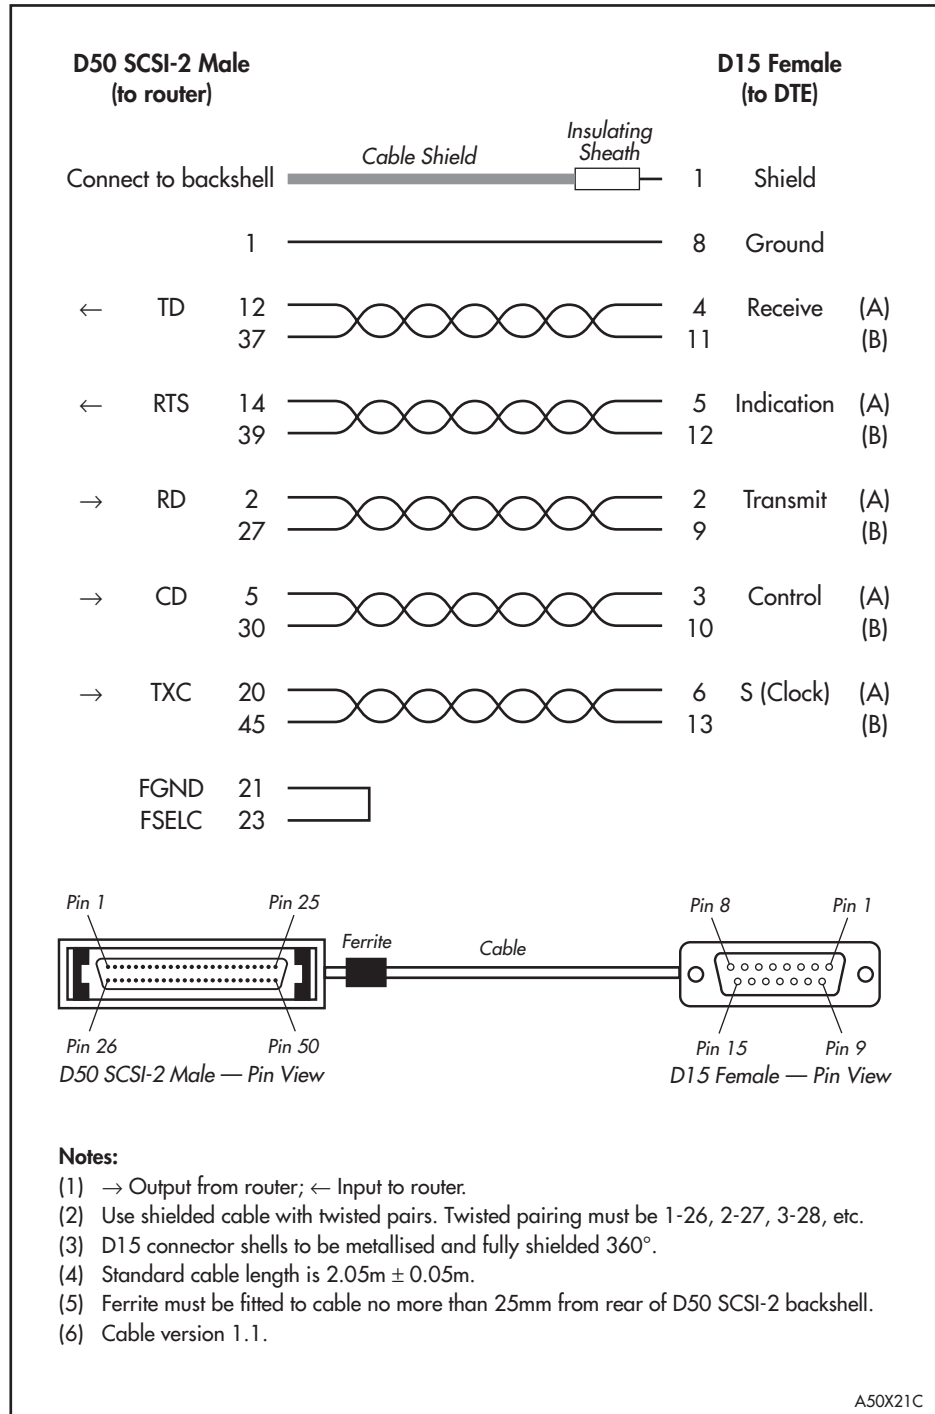 D50 SCSI-2 Male D15 Female
(to router) (to DTE)
Connect to backshell Cable Shield Insulating Sheath 1 Shield
1 8 Ground
← TD 12 4 Receive (A)
37 11 (B)
← RTS 14 5 Indication (A)
39 12 (B)
→ RD 2 2 Transmit (A)
27 9 (B)
→ CD 5 3 Control (A)
30 10 (B)
→ TXC 20 6 S (Clock) (A)
45 13 (B)
FGND 21
FSELC 23
Pin 1 Pin 25 Pin 8 Pin 1
Ferrite Cable
Pin 26 Pin 50 Pin 15 Pin 9
D50 SCSI-2 Male — Pin View D15 Female — Pin View
Notes:
(1) → Output from router; ← Input to router.
(2) Use shielded cable with twisted pairs. Twisted pairing must be 1-26, 2-27, 3-28, etc.
(3) D15 connector shells to be metallised and fully shielded 360°.
(4) Standard cable length is 2.05m ± 0.05m.
(5) Ferrite must be fitted to cable no more than 25mm from rear of D50 SCSI-2 backshell.
(6) Cable version 1.1.
A50X21C